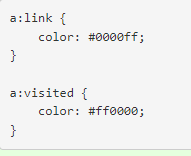 a:link {
    color: #0000ff;
}

a:visited {
    color: #ff0000;
}